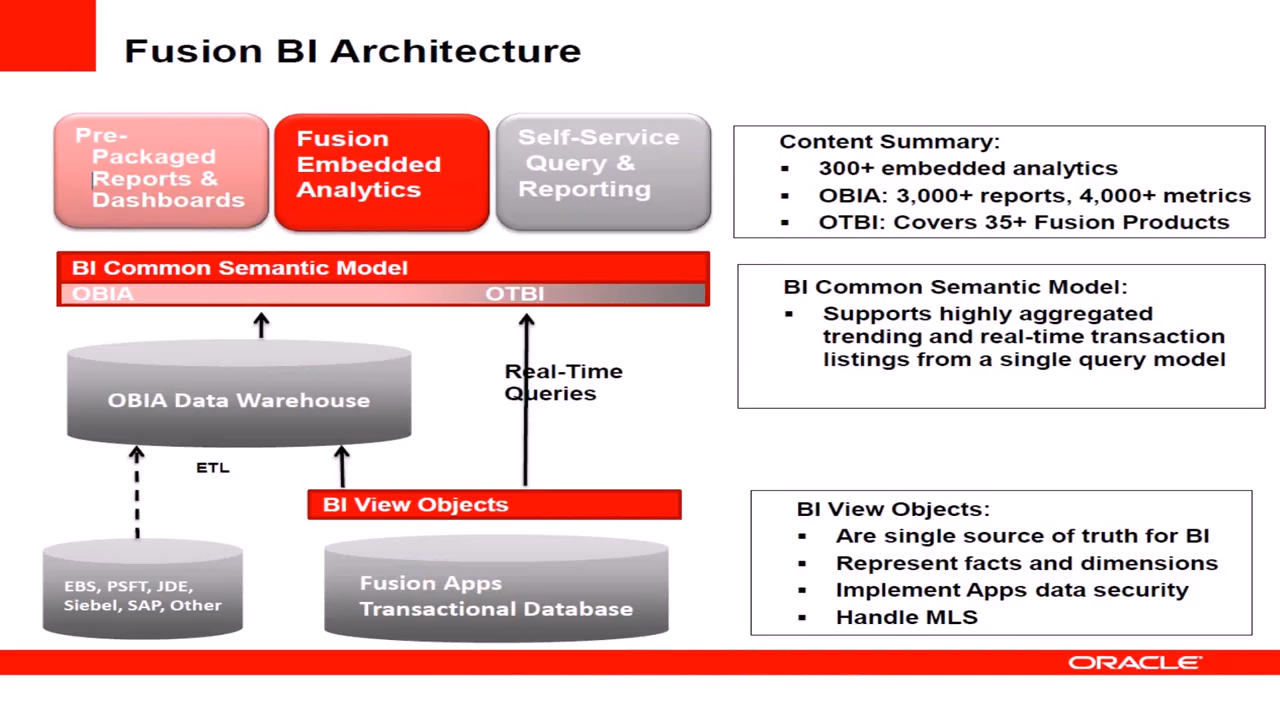 Fusion BI Architecture
Pre-
Packaged
Reports &
Dashboards
Fusion
Embedded
Analytics
Self-Service
Query &
Reporting
BI Common Semantic Model
OBIA
OTBI
Real-Time
Queries
OBIA Data Warehouse
ETL
BI View Objects
EBS, PSFT, JDE,
Siebel, SAP, Other
Fusion Apps
Transactional Database
Content Summary:
▪ 300+ embedded analytics
▪ OBIA: 3,000+ reports, 4,000+ metrics
▪ OTBI: Covers 35+ Fusion Products
BI Common Semantic Model:
▪ Supports highly aggregated
trending and real-time transaction
listings from a single query model
BI View Objects:
▪ Are single source of truth for BI
▪ Represent facts and dimensions
▪ Implement Apps data security
▪ Handle MLS
ORACLE